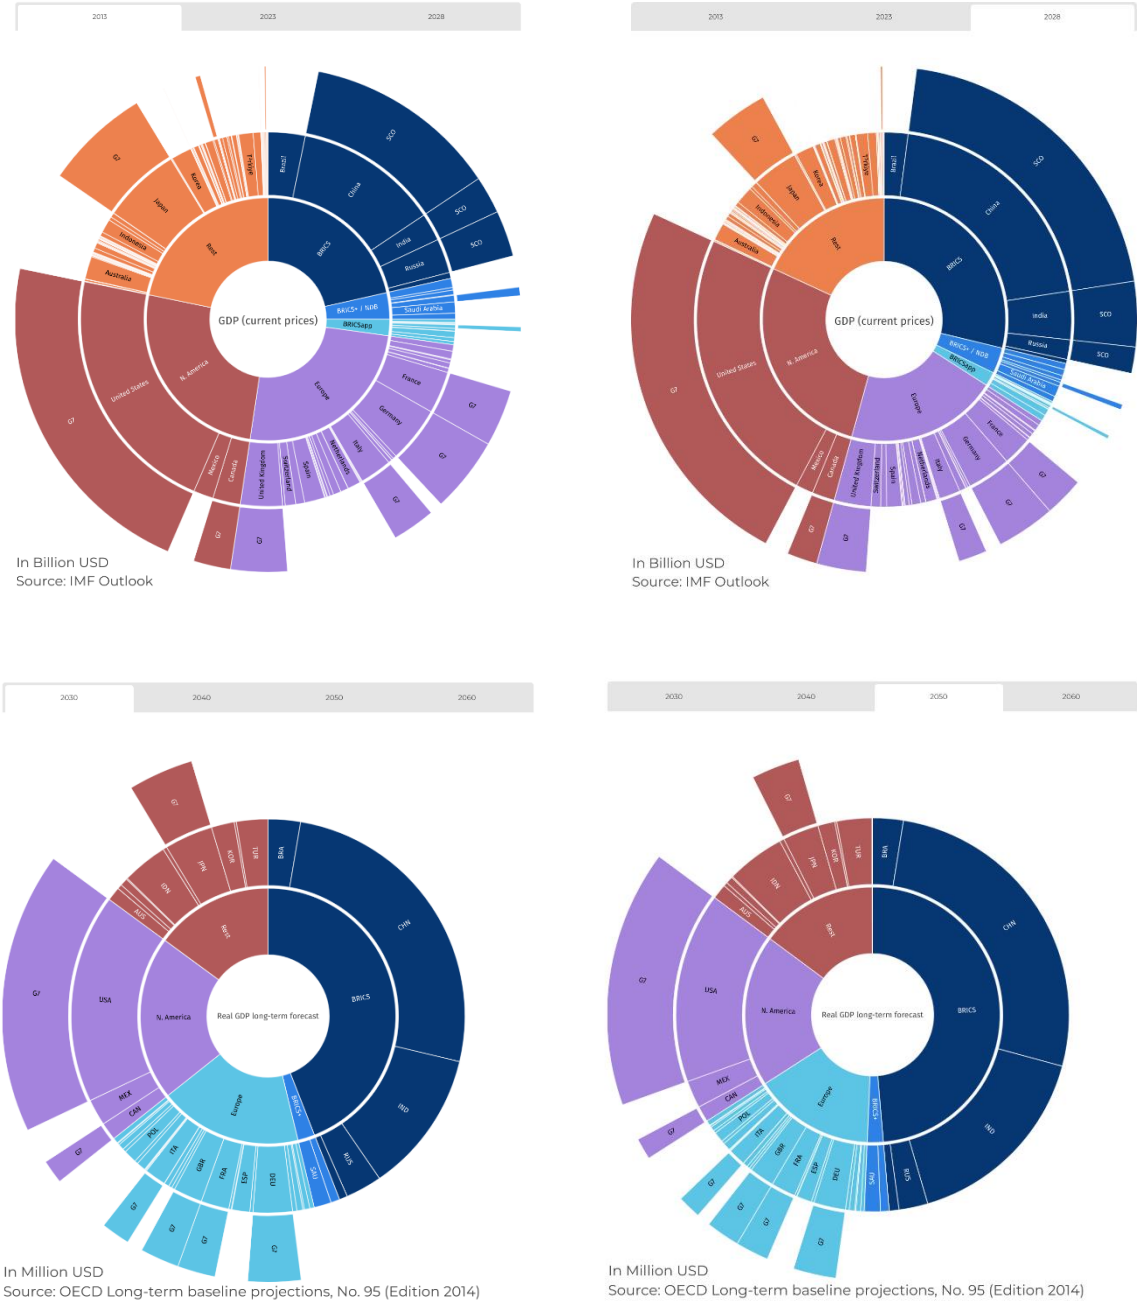 2013 2023 2028
SCO
G7
Brazil
Türkiye
Korea
China
Japan
SCO
India
SCO
Rest
BRICS
Indonesia
Russia
Australia
BRICS+ / NDB
Saudi Arabia
GDP (current prices)
BRICSapp
N. America
Europe
France
United States
G7
G7
Germany
G7
Italy
Netherlands
Spain
Switzerland
United Kingdom
Canada
Mexico
G7
G7
G7
In Billion USD
Source: IMF Outlook
2013 2023 2028
G7
SCO
Brazil
Türkiye
Korea
Japan
China
Indonesia
Rest
Australia
BRICS
India
SCO
GDP (current prices)
Russia
SCO
BRICS+ / NDB
BRICSapp
Saudi Arabia
N. America
United States
G7
Europe
France
Germany
G7
Italy
Netherlands
Spain
Switzerland
United Kingdom
Canada
Mexico
G7
G7
G7
G7
In Billion USD
Source: IMF Outlook
2030 2040 2050 2060
G7
BRA
TUR
KOR
JPN
IDN
CHN
AUS
Rest
G7
USA
BRICS
N. America
Real GDP long-term forecast
MEX
CAN
Europe
BRICS+
IND
POL
ITA
GBR
FRA
ESP
DEU
SAU
RUS
G7
G7
G7
G7
G7
In Million USD
Source: OECD Long-term baseline projections, No. 95 (Edition 2014)
2030 2040 2050 2060
G7
BRA
TUR
KOR
JPN
IDN
CHN
AUS
Rest
G7
USA
BRICS
N. America
Real GDP long-term forecast
MEX
CAN
Europe
BRICS+
IND
POL
ITA
GBR
FRA
ESP
DEU
SAU
RUS
G7
G7
G7
G7
G7
In Million USD
Source: OECD Long-term baseline projections, No. 95 (Edition 2014)